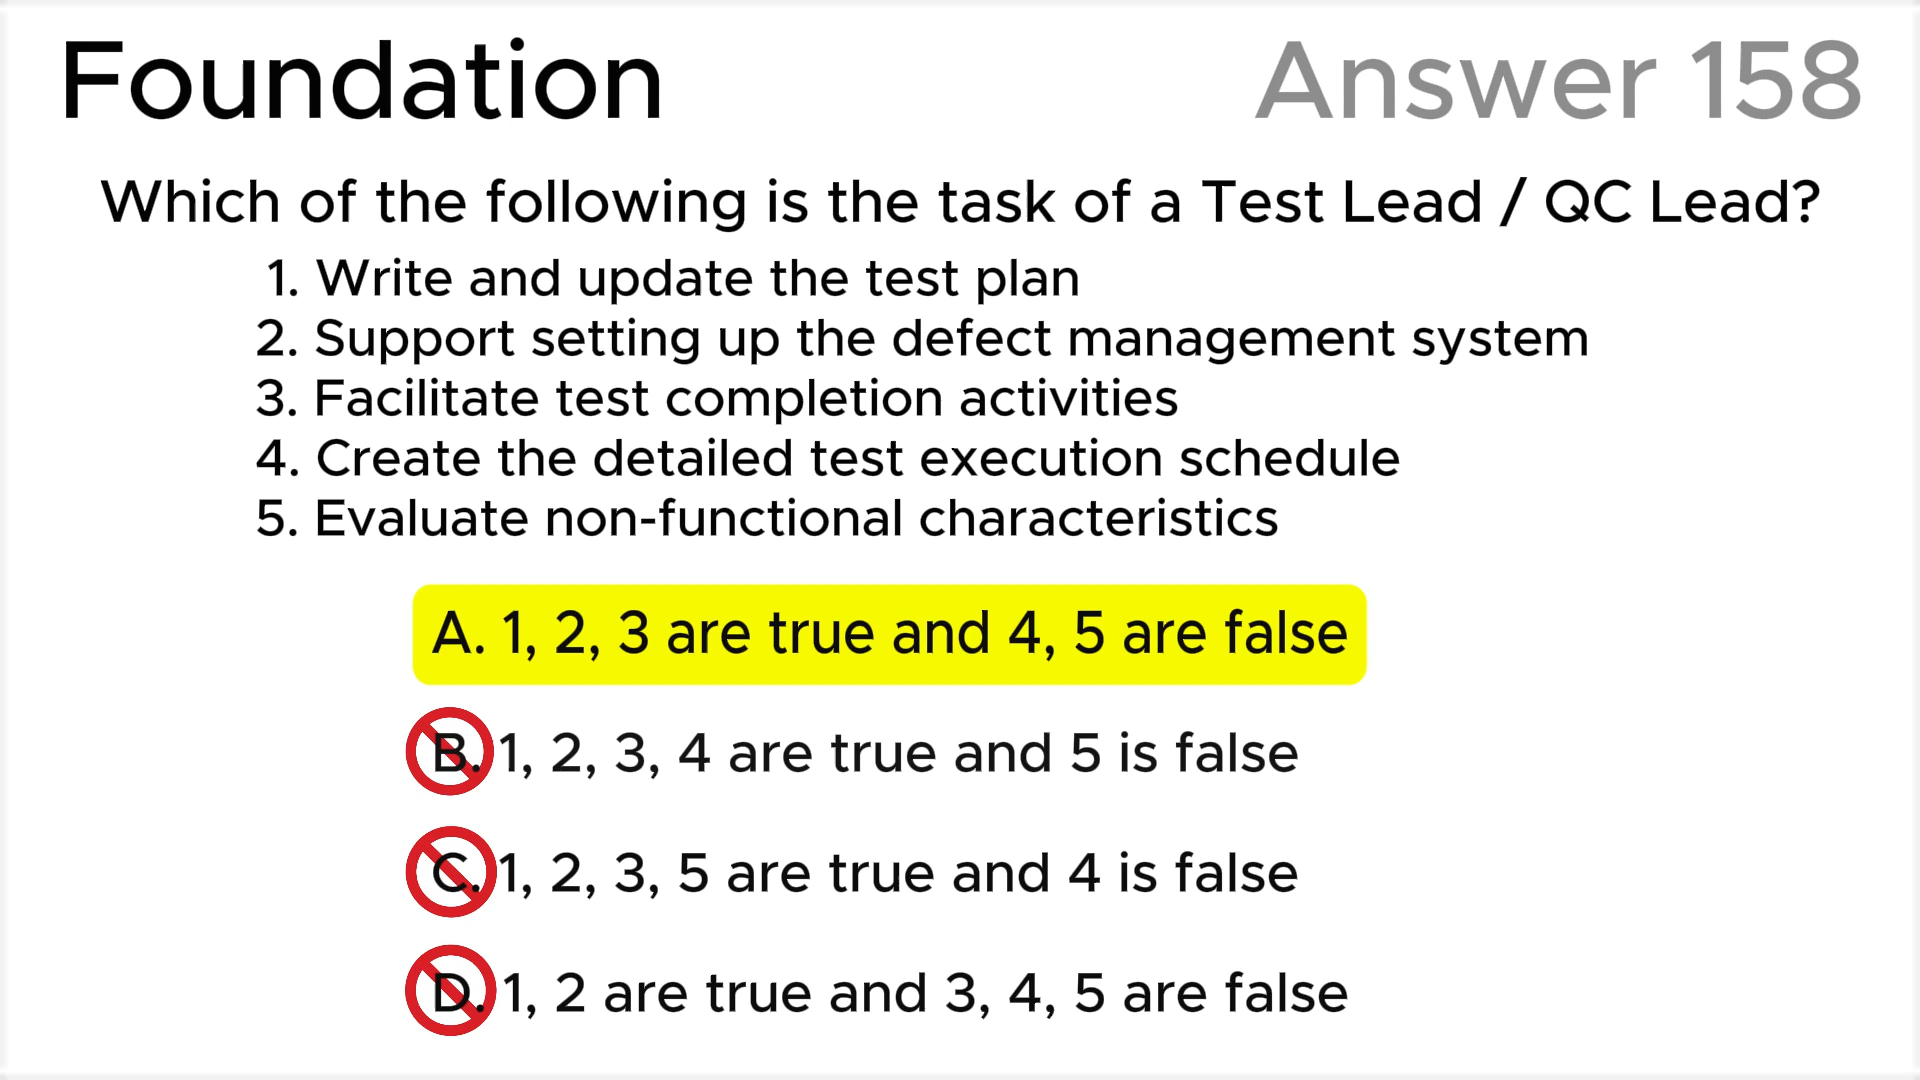 Foundation
Answer 158
Which of the following is the task of a Test Lead / QC Lead?
1. Write and update the test plan
2. Support setting up the defect management system
3. Facilitate test completion activities
4. Create the detailed test execution schedule
5. Evaluate non-functional characteristics
A. 1, 2, 3 are true and 4, 5 are false
B. 1, 2, 3, 4 are true and 5 is false
C. 1, 2, 3, 5 are true and 4 is false
D. 1, 2 are true and 3, 4, 5 are false